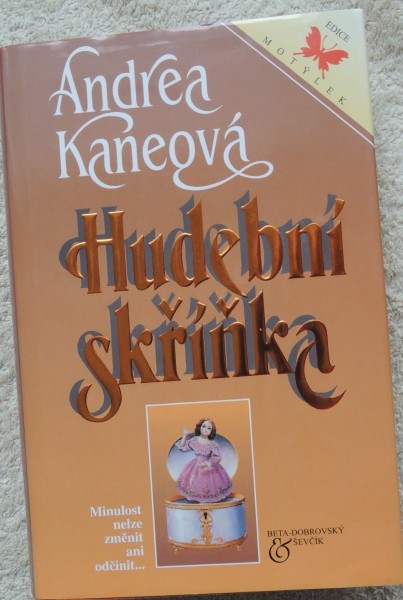 EDICE
MOTÝLEK
Andrea
Kaneová
Hudební
skříňka
Minulost
nelze
změnit
ani
odčinit...
BETA-DOBROVSKÝ
& ŠEVČÍK